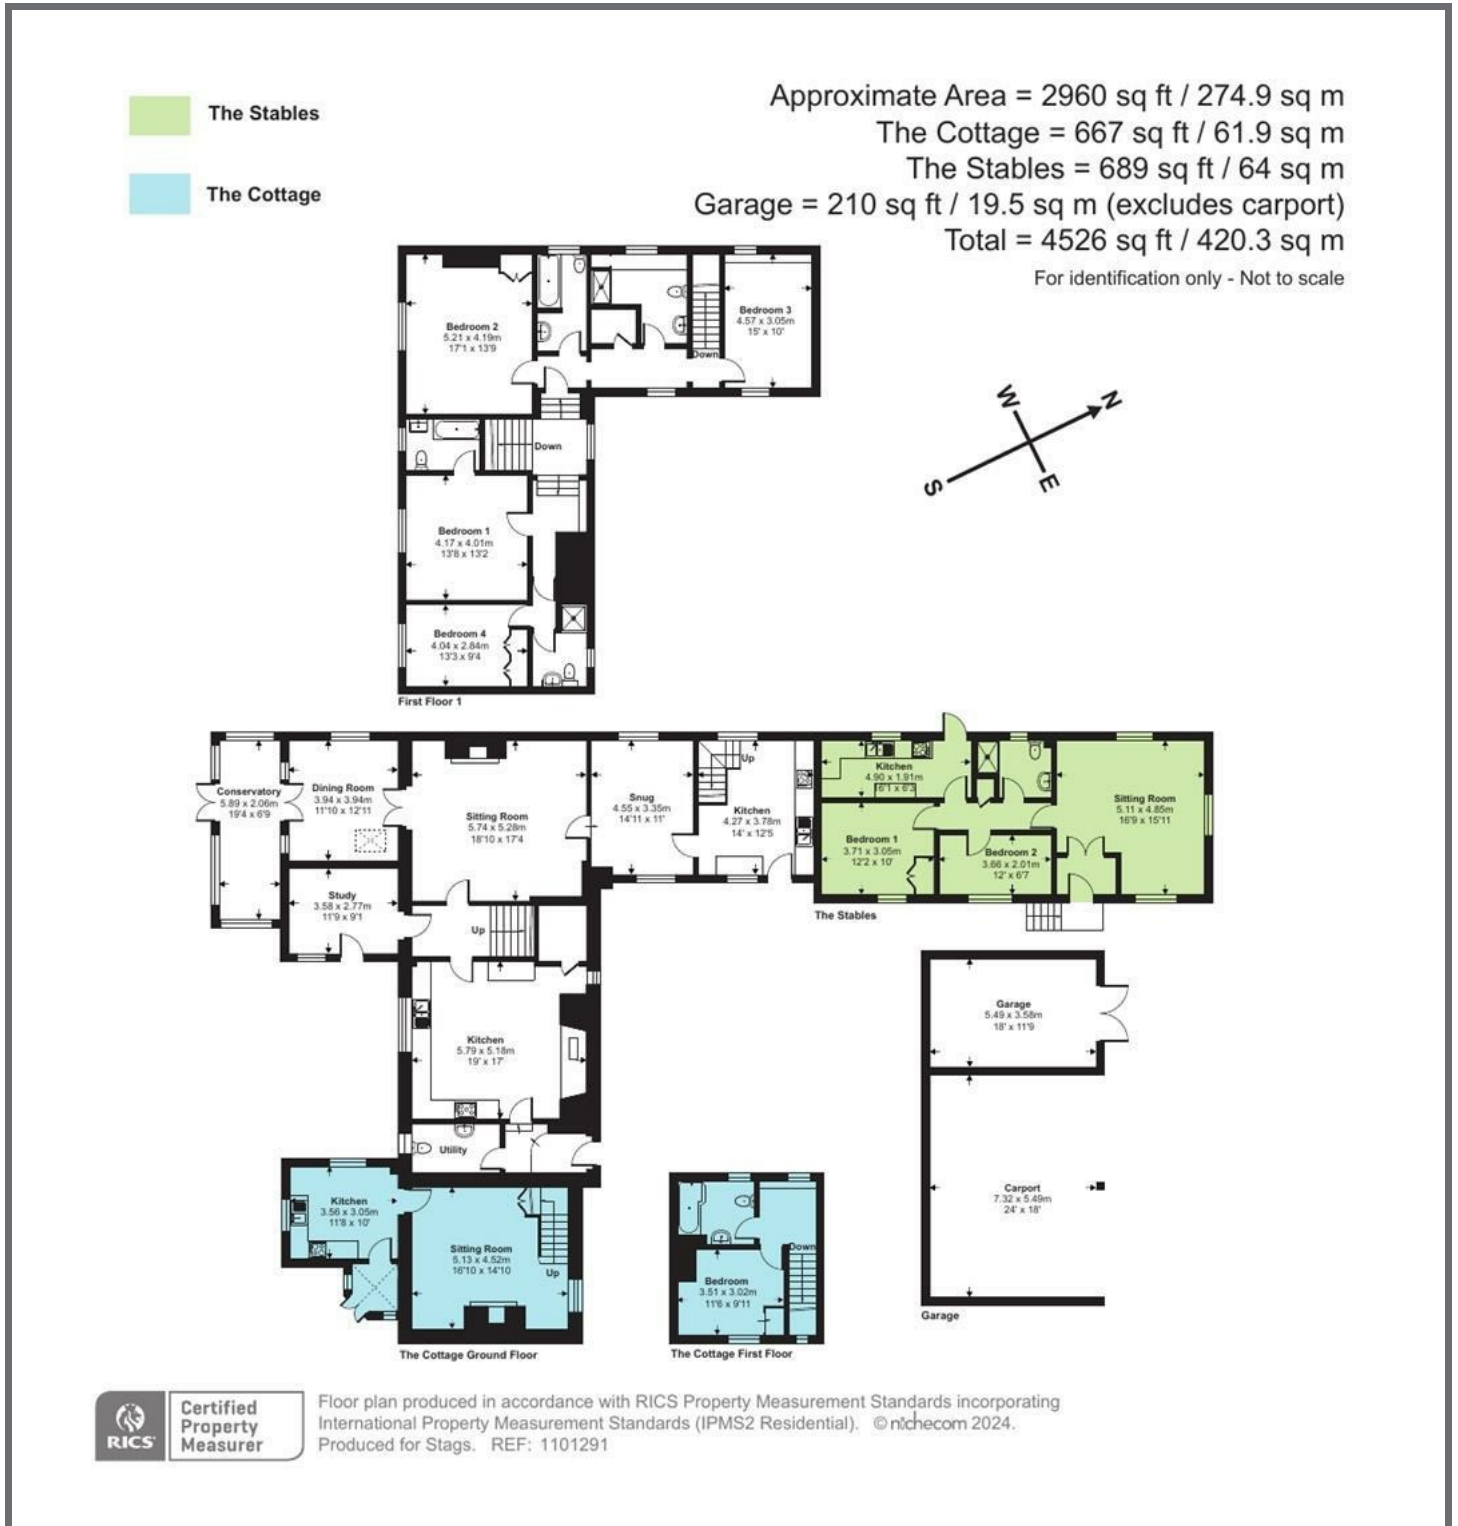 The Stables
The Cottage
Approximate Area = 2960 sq ft / 274.9 sq m
The Cottage = 667 sq ft / 61.9 sq m
The Stables = 689 sq ft / 64 sq m
Garage = 210 sq ft / 19.5 sq m (excludes carport)
Total = 4526 sq ft / 420.3 sq m
For identification only - Not to scale
Bedroom 2
5.21 x 4.19m
17'1 x 13'9
Bedroom 3
4.57 x 3.05m
15' x 10'
Down
Down
Bedroom 1
4.17 x 4.01m
13'8 x 13'2
Bedroom 4
4.04 x 2.84m
13'3 x 9'4
First Floor 1
W
N
S
E
Conservatory
5.89 x 2.06m
19'4 x 6'9
Dining Room
3.94 x 3.94m
11'10 x 12'11
Sitting Room
5.74 x 5.28m
18'10 x 17'4
Snug
4.55 x 3.35m
14'11 x 11'
Up
Kitchen
4.27 x 3.78m
14' x 12'5
Kitchen
4.90 x 1.91m
16'1 x 6'3
Sitting Room
5.11 x 4.85m
16'9 x 15'11
Bedroom 1
3.71 x 3.05m
12'2 x 10'
Bedroom 2
3.66 x 2.01m
12' x 6'7
The Stables
Study
3.58 x 2.77m
11'9 x 9'1
Up
Kitchen
5.79 x 5.18m
19' x 17'
Utility
Garage
5.49 x 3.58m
18' x 11'9
Carport
7.32 x 5.49m
24' x 18'
Garage
Kitchen
3.56 x 3.05m
11'8 x 10'
Sitting Room
5.13 x 4.52m
16'10 x 14'10
Up
The Cottage Ground Floor
Down
Bedroom
3.51 x 3.02m
11'6 x 9'11
The Cottage First Floor
RICS
Certified
Property
Measurer
Floor plan produced in accordance with RICS Property Measurement Standards incorporating
International Property Measurement Standards (IPMS2 Residential). © nichecom 2024.
Produced for Stags. REF: 1101291